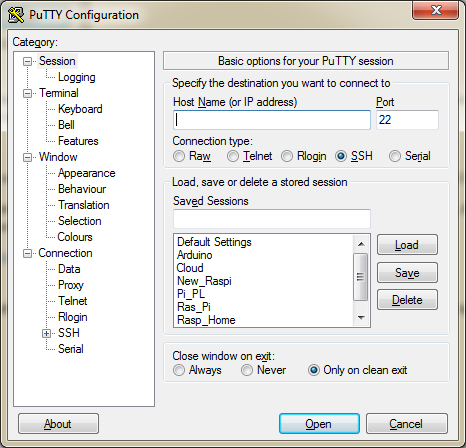 PuTTY Configuration
Category:
Session
Logging
Terminal
Keyboard
Bell
Features
Window
Appearance
Behaviour
Translation
Selection
Colours
Connection
Data
Proxy
Telnet
Rlogin
SSH
Serial
Basic options for your PuTTY session
Specify the destination you want to connect to
Host Name (or IP address) Port
22
Connection type:
Raw Telnet Rlogin SSH Serial
Load, save or delete a stored session
Saved Sessions
Default Settings
Arduino
Cloud
New_Raspi
Pi_PL
Ras_Pi
Rasp_Home
Load
Save
Delete
Close window on exit:
Always Never Only on clean exit
About Open Cancel